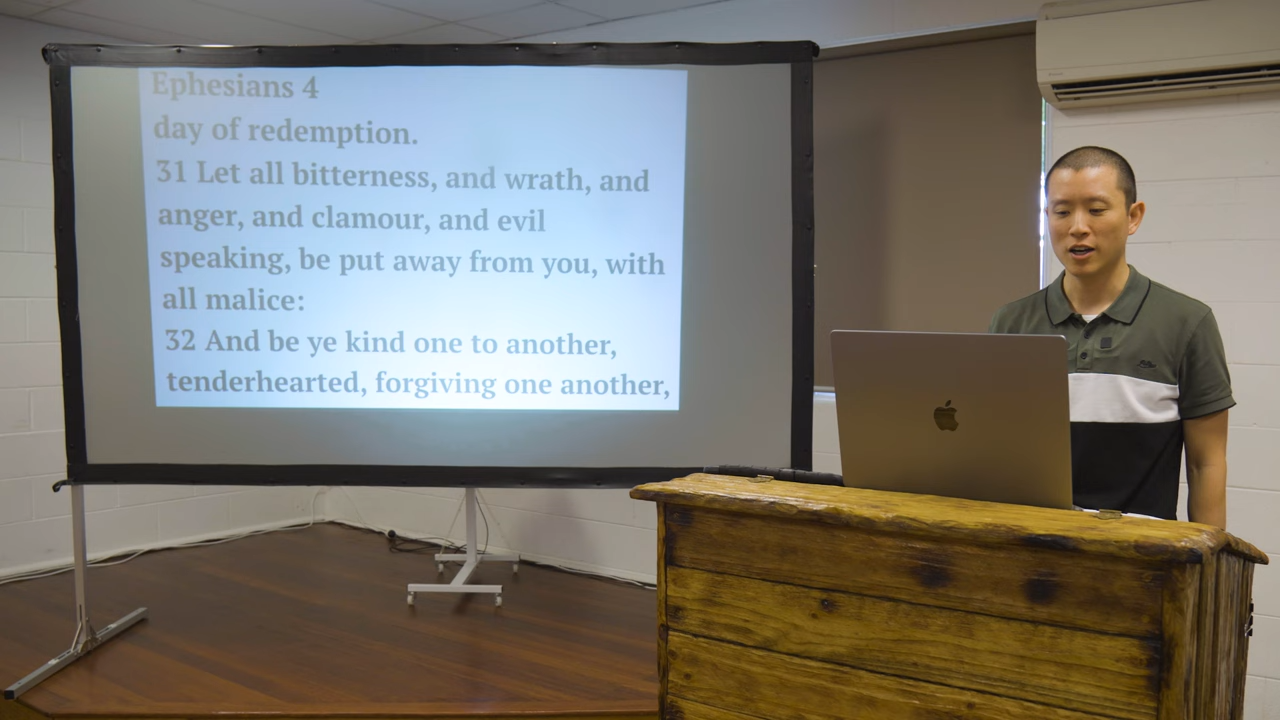 Ephesians 4
day of redemption.
31 Let all bitterness, and wrath, and
anger, and clamour, and evil
speaking, be put away from you, with
all malice:
32 And be ye kind one to another,
tenderhearted, forgiving one another,